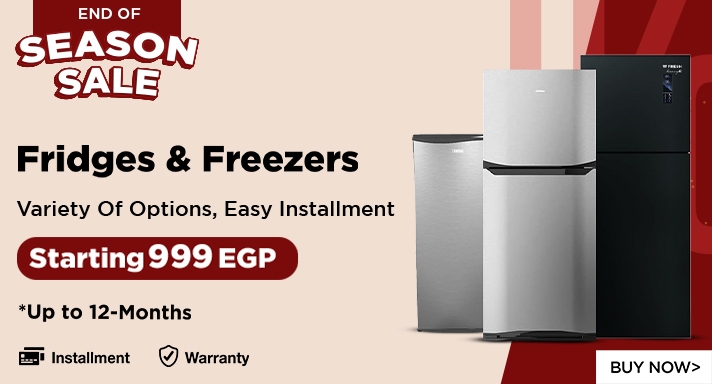 END OF
SEASON
SALE
FRESH
Fridges & Freezers
Variety Of Options, Easy Installment
Starting 999 EGP
*Up to 12-Months
Installment
Warranty
BUY NOW>